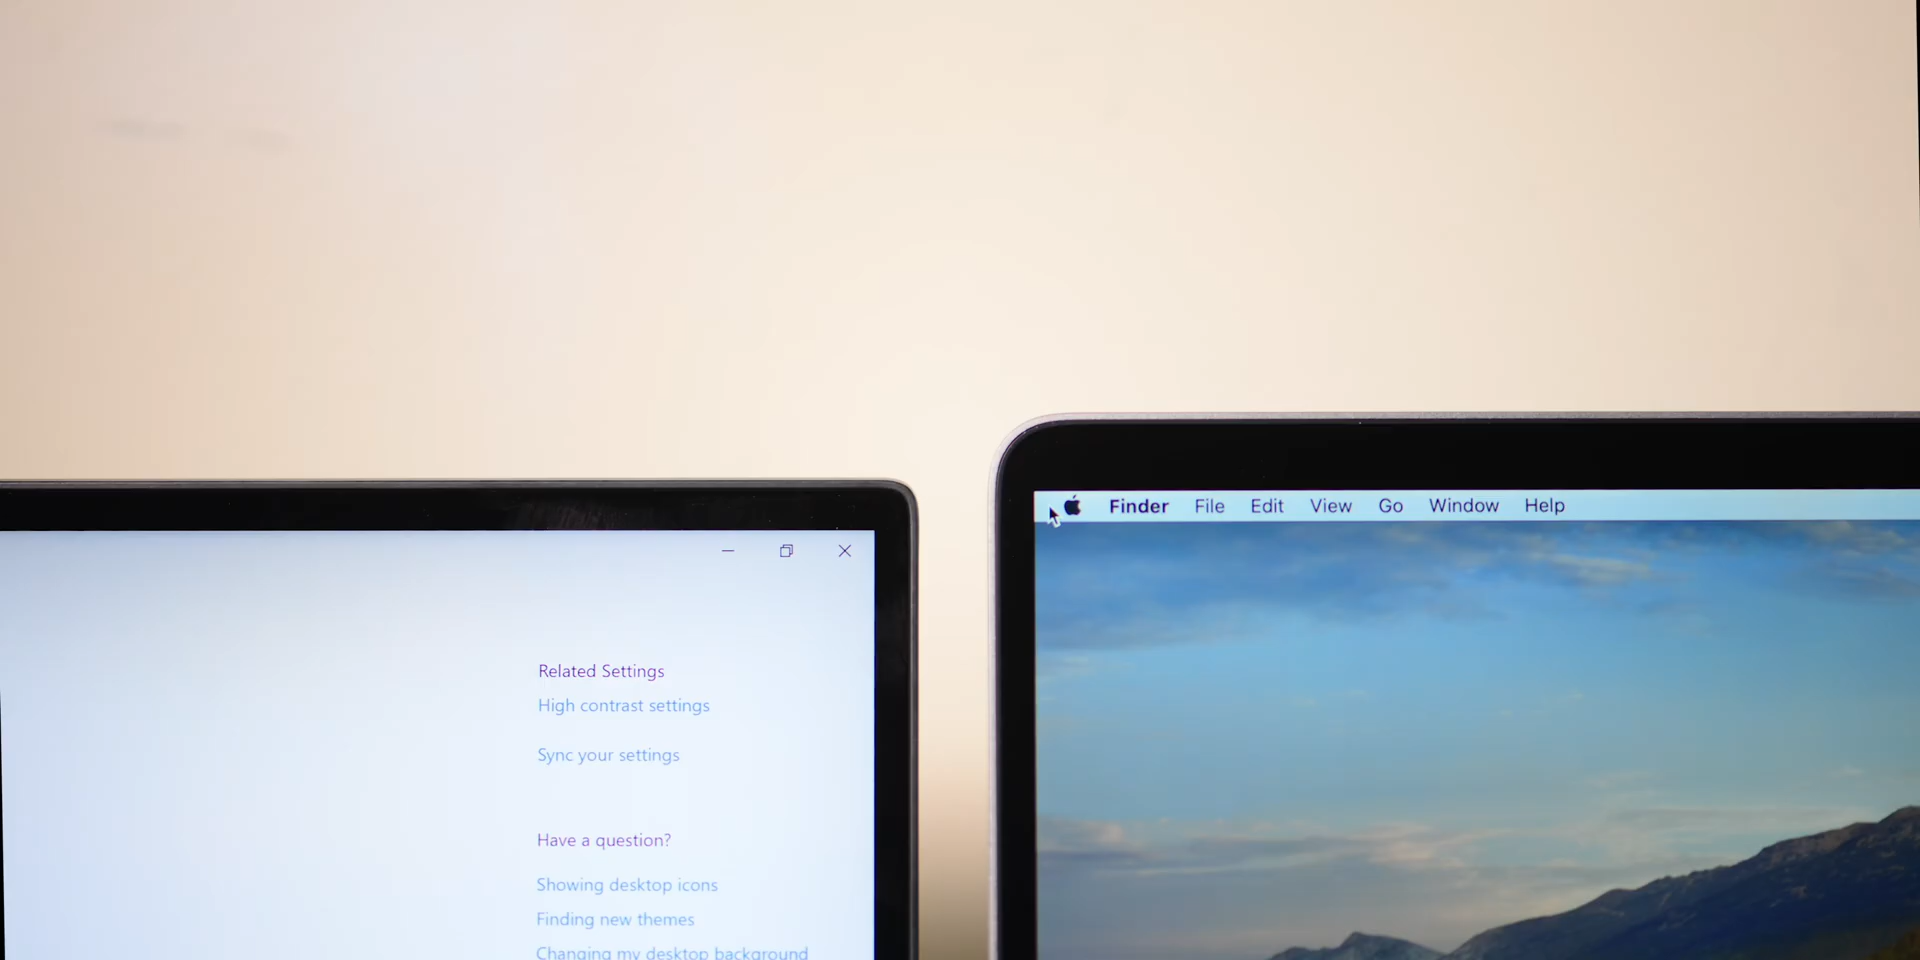 Finder File Edit View Go Window Help
Related Settings
High contrast settings
Sync your settings
Have a question?
Showing desktop icons
Finding new themes
Changing my desktop background